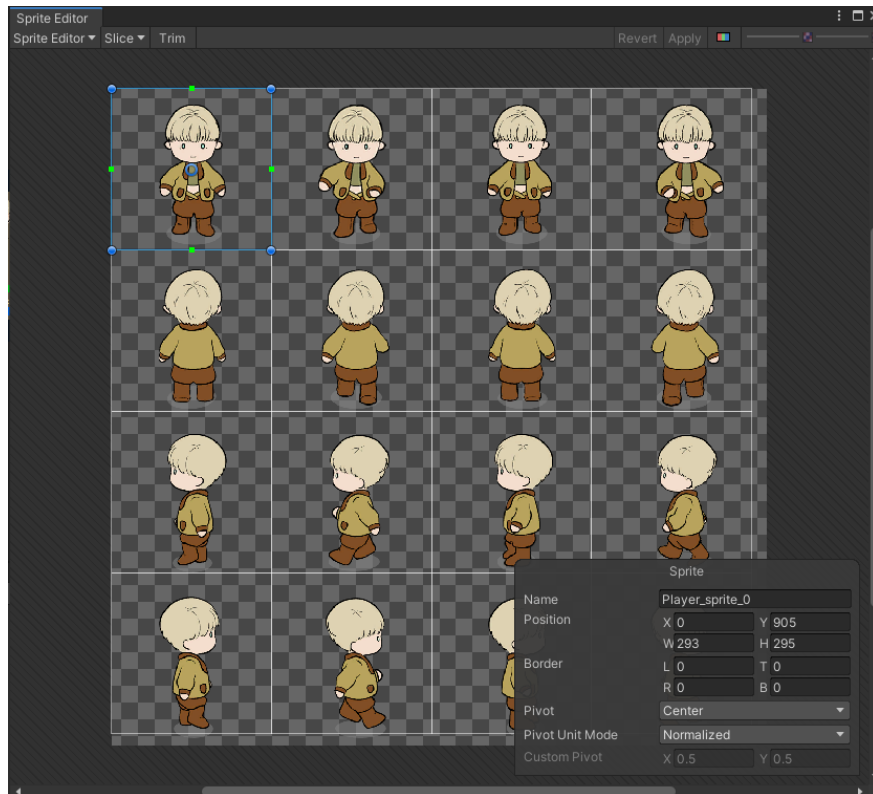 Sprite Editor
Sprite Editor Slice Trim Revert Apply
Sprite
Name Player_sprite_0
Position X 0 Y 905
W 293 H 295
Border L 0 T 0
R 0 B 0
Pivot Center
Pivot Unit Mode Normalized
Custom Pivot X 0.5 Y 0.5